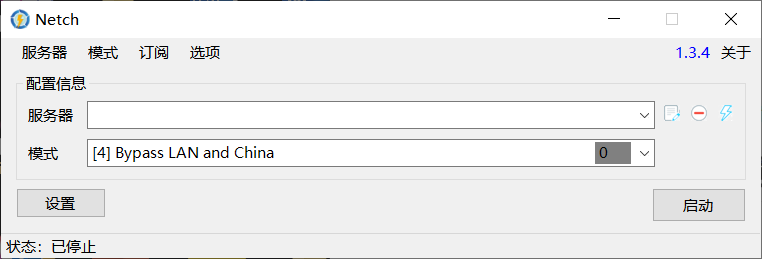 Netch
服务器 模式 订阅 选项 1.3.4 关于
配置信息
服务器
模式 [4] Bypass LAN and China 0
设置 启动
状态：已停止